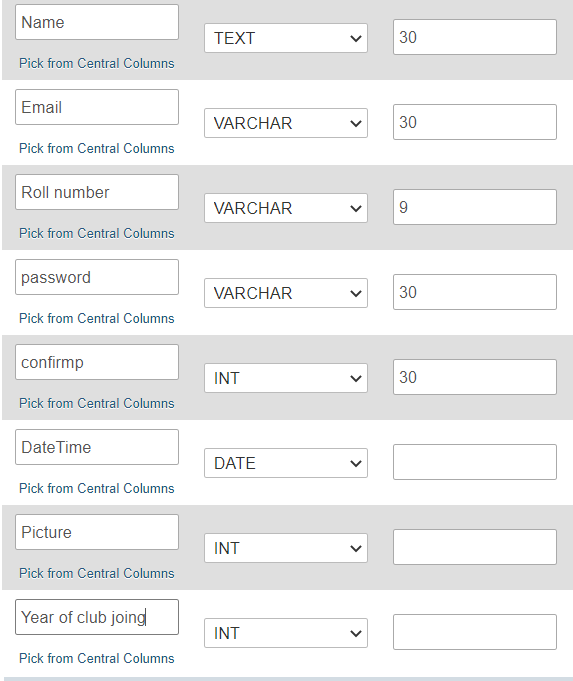 Name
TEXT
30
Pick from Central Columns
Email
VARCHAR
30
Pick from Central Columns
Roll number
VARCHAR
9
Pick from Central Columns
password
VARCHAR
30
Pick from Central Columns
confirmp
INT
30
Pick from Central Columns
DateTime
DATE
Pick from Central Columns
Picture
INT
Pick from Central Columns
Year of club joing
INT
Pick from Central Columns